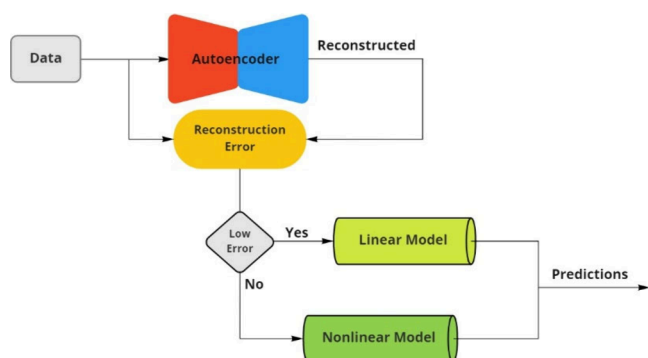 Data
Autoencoder
Reconstructed
Reconstruction
Error
Low
Error
Yes
Linear Model
No
Nonlinear Model
Predictions